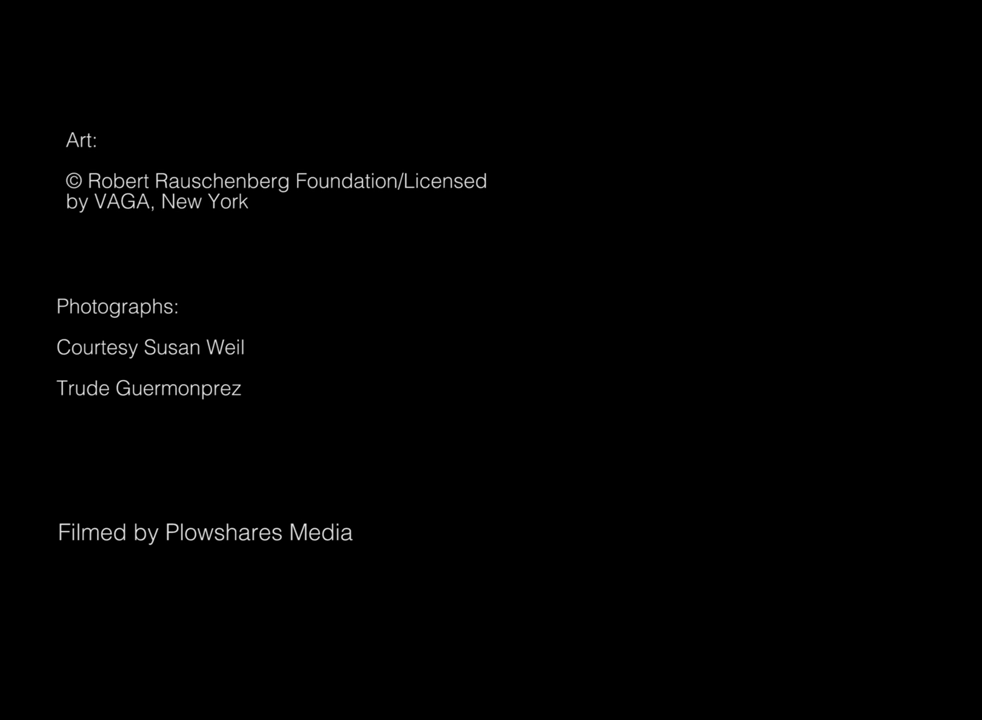 Art:
© Robert Rauschenberg Foundation/Licensed
by VAGA, New York
Photographs:
Courtesy Susan Weil
Trude Guermonprez
Filmed by Plowshares Media